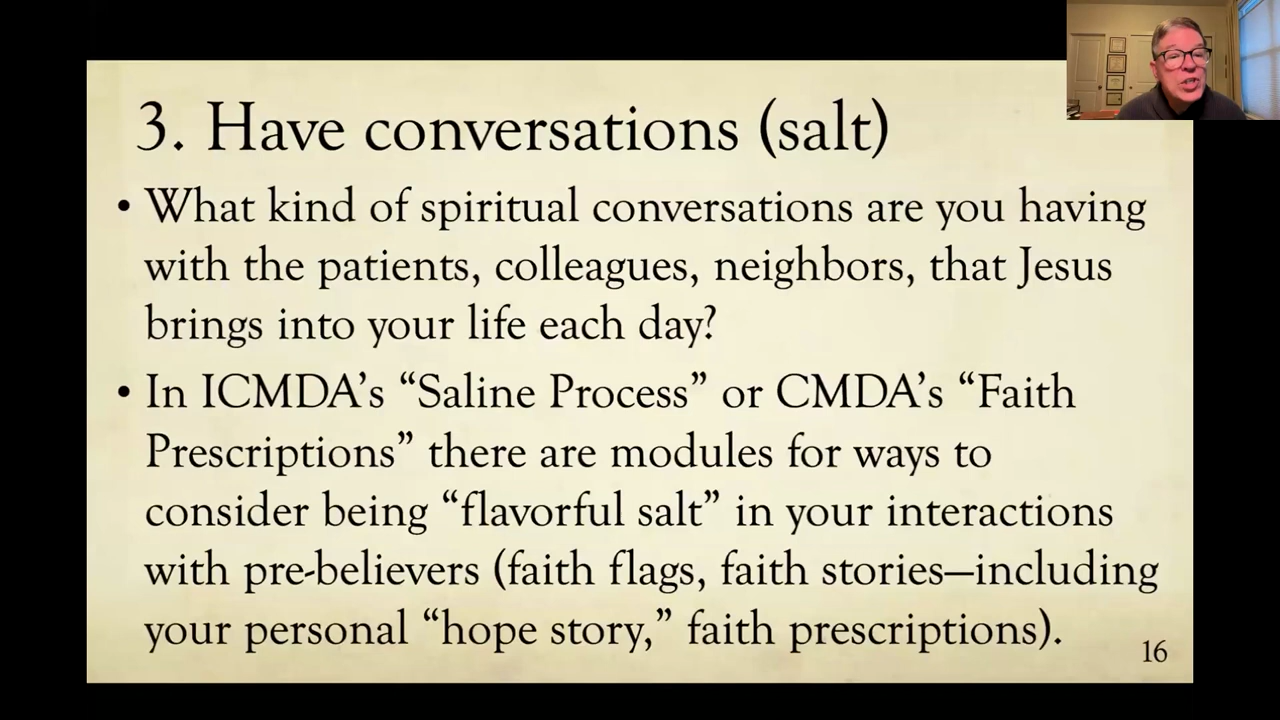 3. Have conversations (salt)
• What kind of spiritual conversations are you having
with the patients, colleagues, neighbors, that Jesus
brings into your life each day?
• In ICMDA’s “Saline Process” or CMDA’s “Faith
Prescriptions” there are modules for ways to
consider being “flavorful salt” in your interactions
with pre-believers (faith flags, faith stories—including
your personal “hope story,” faith prescriptions).
16